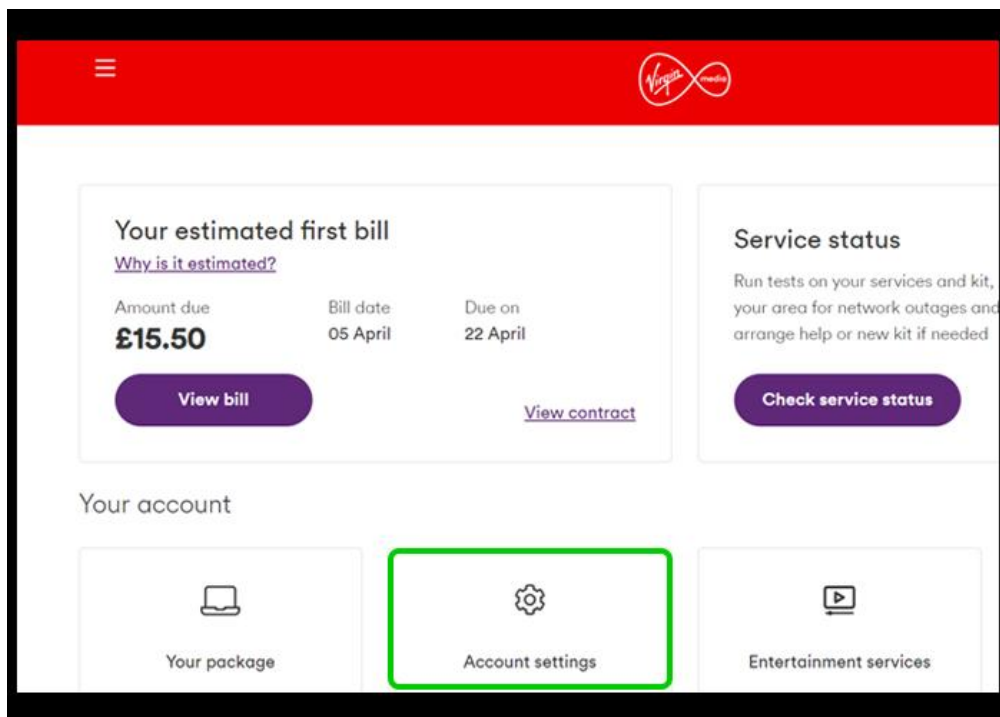 Virgin media
Your estimated first bill
Why is it estimated?
Amount due
£15.50
Bill date
05 April
Due on
22 April
View bill
View contract
Service status
Run tests on your services and kit,
your area for network outages and
arrange help or new kit if needed
Check service status
Your account
Your package
Account settings
Entertainment services